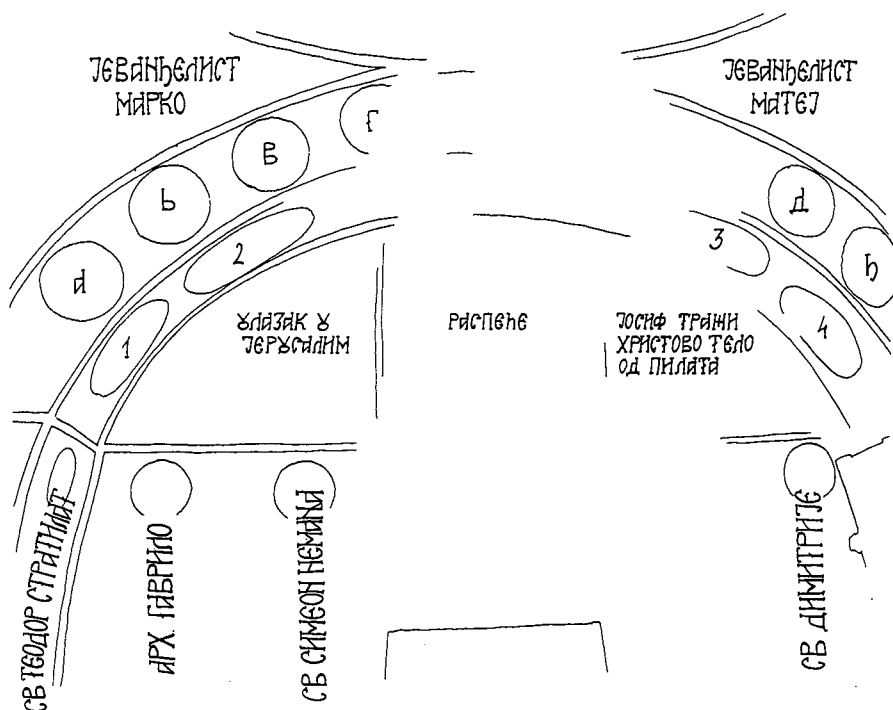 ЈЕВАНЂЕЛИСТ
МАРКО
ЈЕВАНЂЕЛИСТ
МАТЕЈ
а
ь
в
г
д
ђ
1
2
3
4
УЛАЗАК У
ЈЕРУСАЛИМ
РАСПЕЋЕ
ЈОСИФ ТРАЖИ
ХРИСТОВО ТЕЛО
ОД ПИЛАТА
СВ ТЕОДОР СТРАТИЛАТ
АРХ. ГАВРИЛО
СВ СИМЕОН НЕМАЊА
СВ ДИМИТРИЈЕ